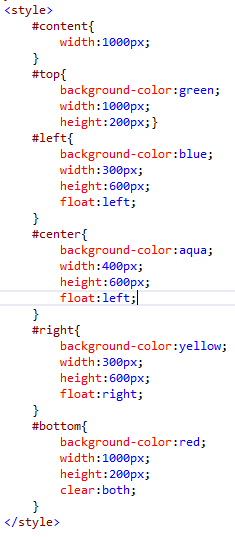 <style>
#content{
width:1000px;
}
#top{
background-color:green;
width:1000px;
height:200px;}
#left{
background-color:blue;
width:300px;
height:600px;
float:left;
}
#center{
background-color:aqua;
width:400px;
height:600px;
float:left;
}
#right{
background-color:yellow;
width:300px;
height:600px;
float:right;
}
#bottom{
background-color:red;
width:1000px;
height:200px;
clear:both;
}
</style>